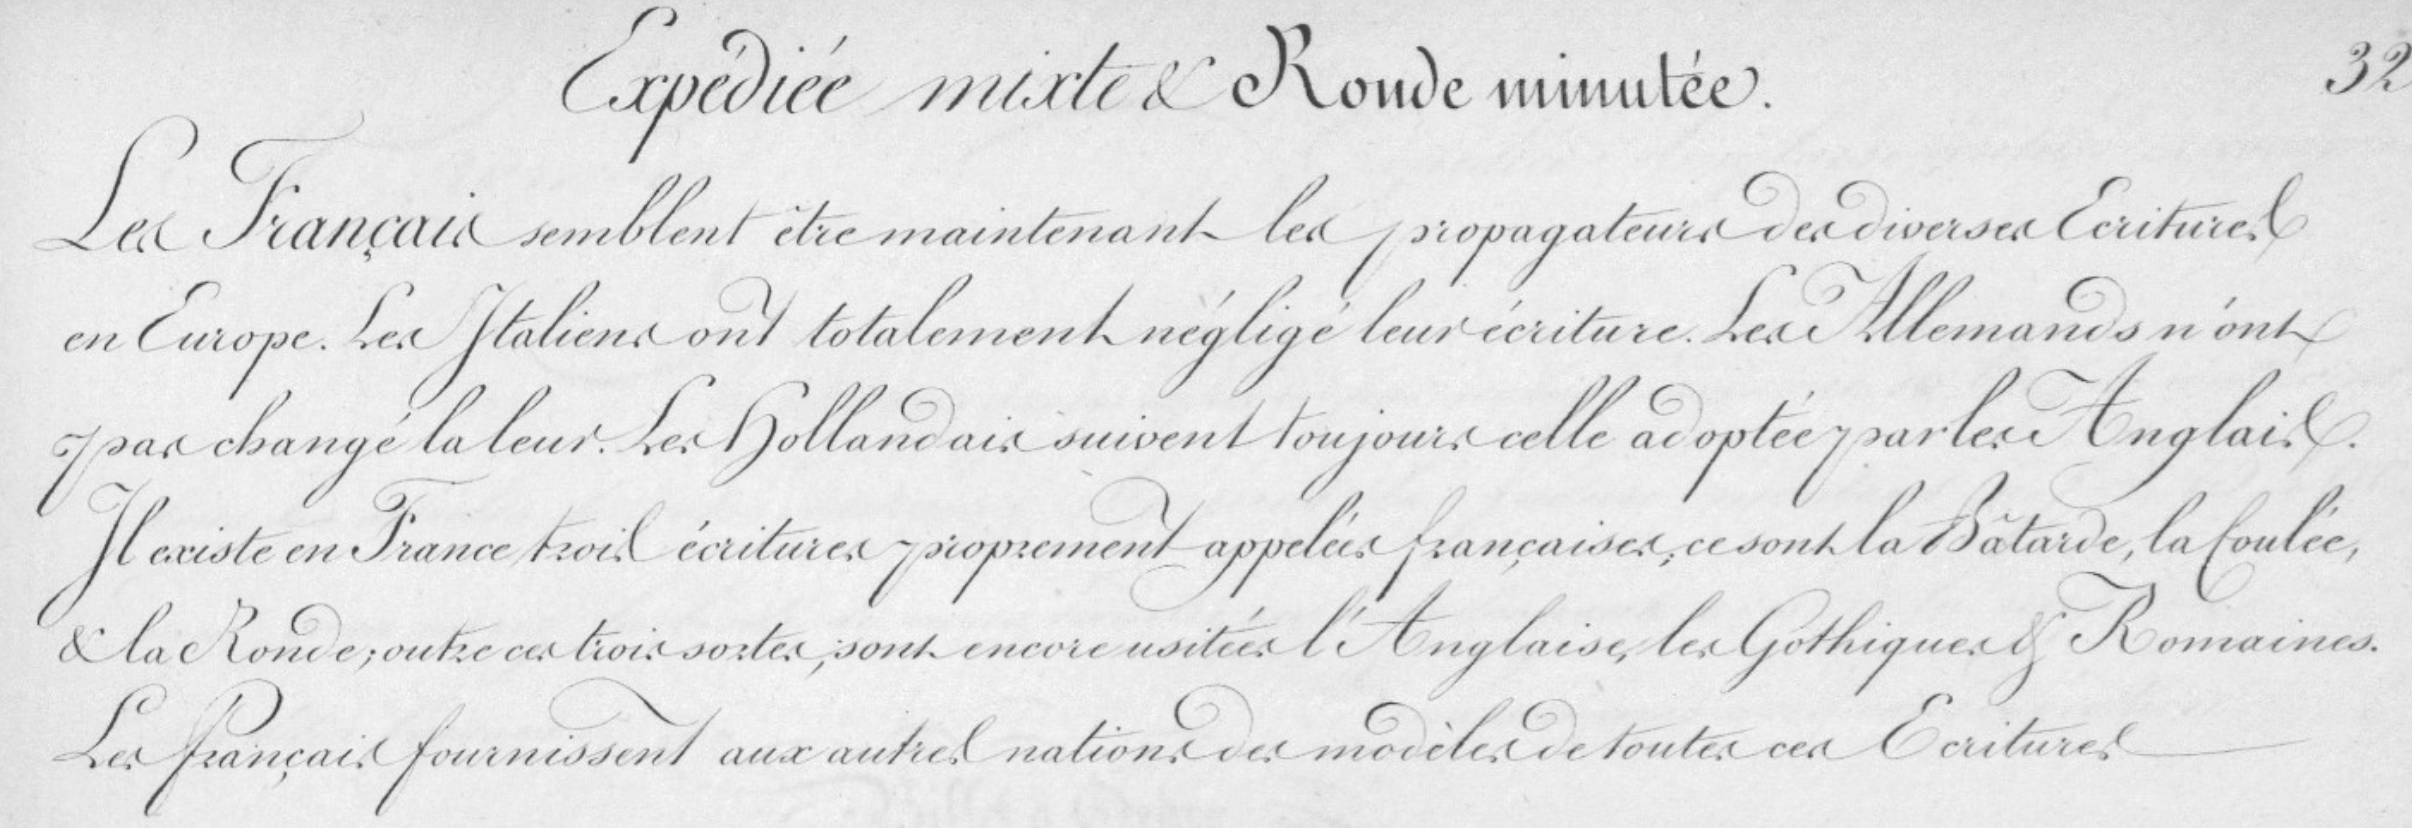 Expédiée mixte & Ronde minutée.
32
Les Français semblent être maintenant les propagateurs des diverses Ecritures
en Europe. Les Italiens ont totalement négligé leur écriture. Les Allemands n'ont
pas changé la leur. Les Hollandais suivent toujours celle adoptée par les Anglais.
Il existe en France trois écritures proprement appelées françaises; ce sont la Bâtarde, la Coulée,
& la Ronde; outre ces trois sortes, sont encore usitées l'Anglaise, les Gothiques & Romaines.
Les français fournissent aux autres nations des modèles de toutes ces Ecritures